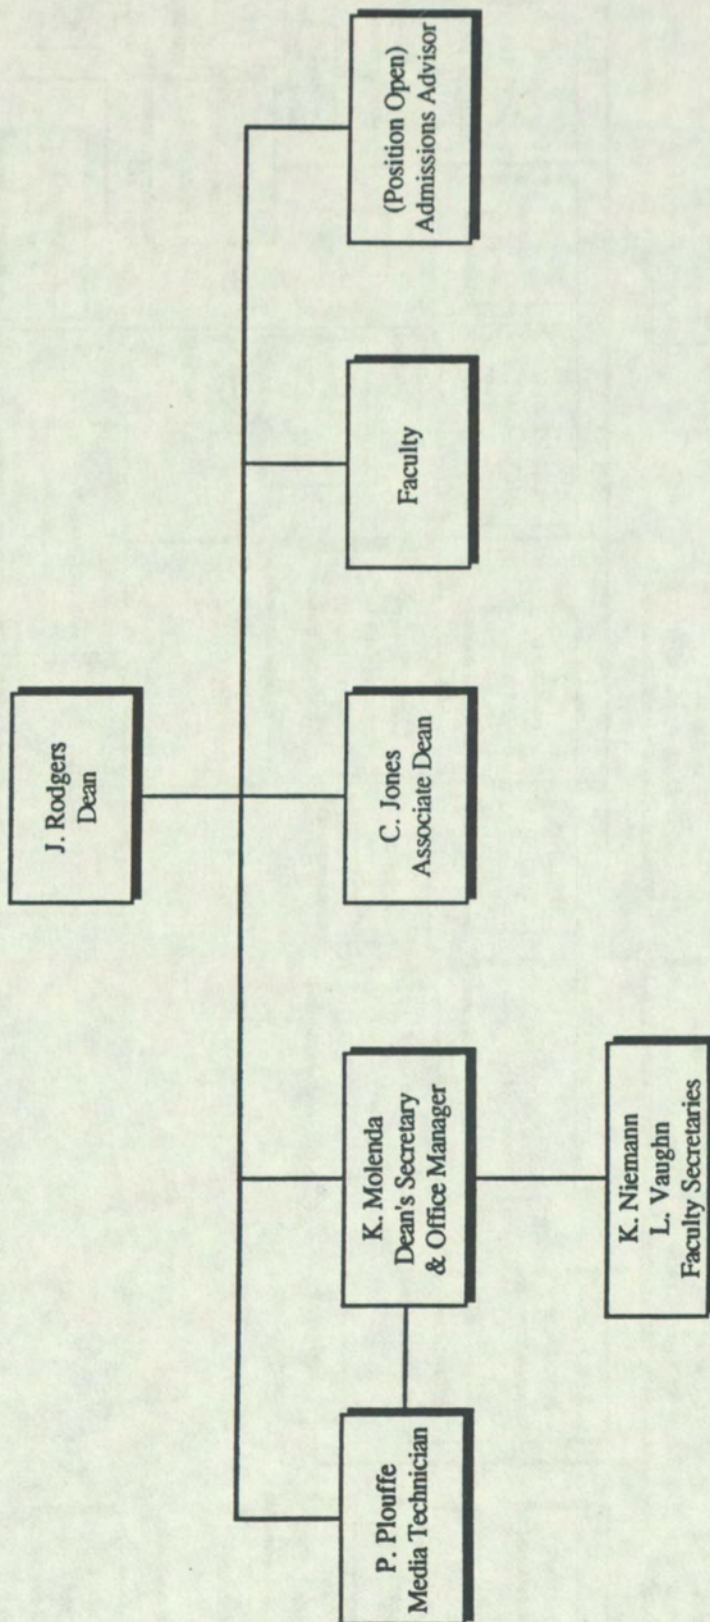 J. Rodgers
Dean
P. Plouffe
Media Technician
K. Molenda
Dean's Secretary
& Office Manager
C. Jones
Associate Dean
Faculty
(Position Open)
Admissions Advisor
K. Niemann
L. Vaughn
Faculty Secretaries